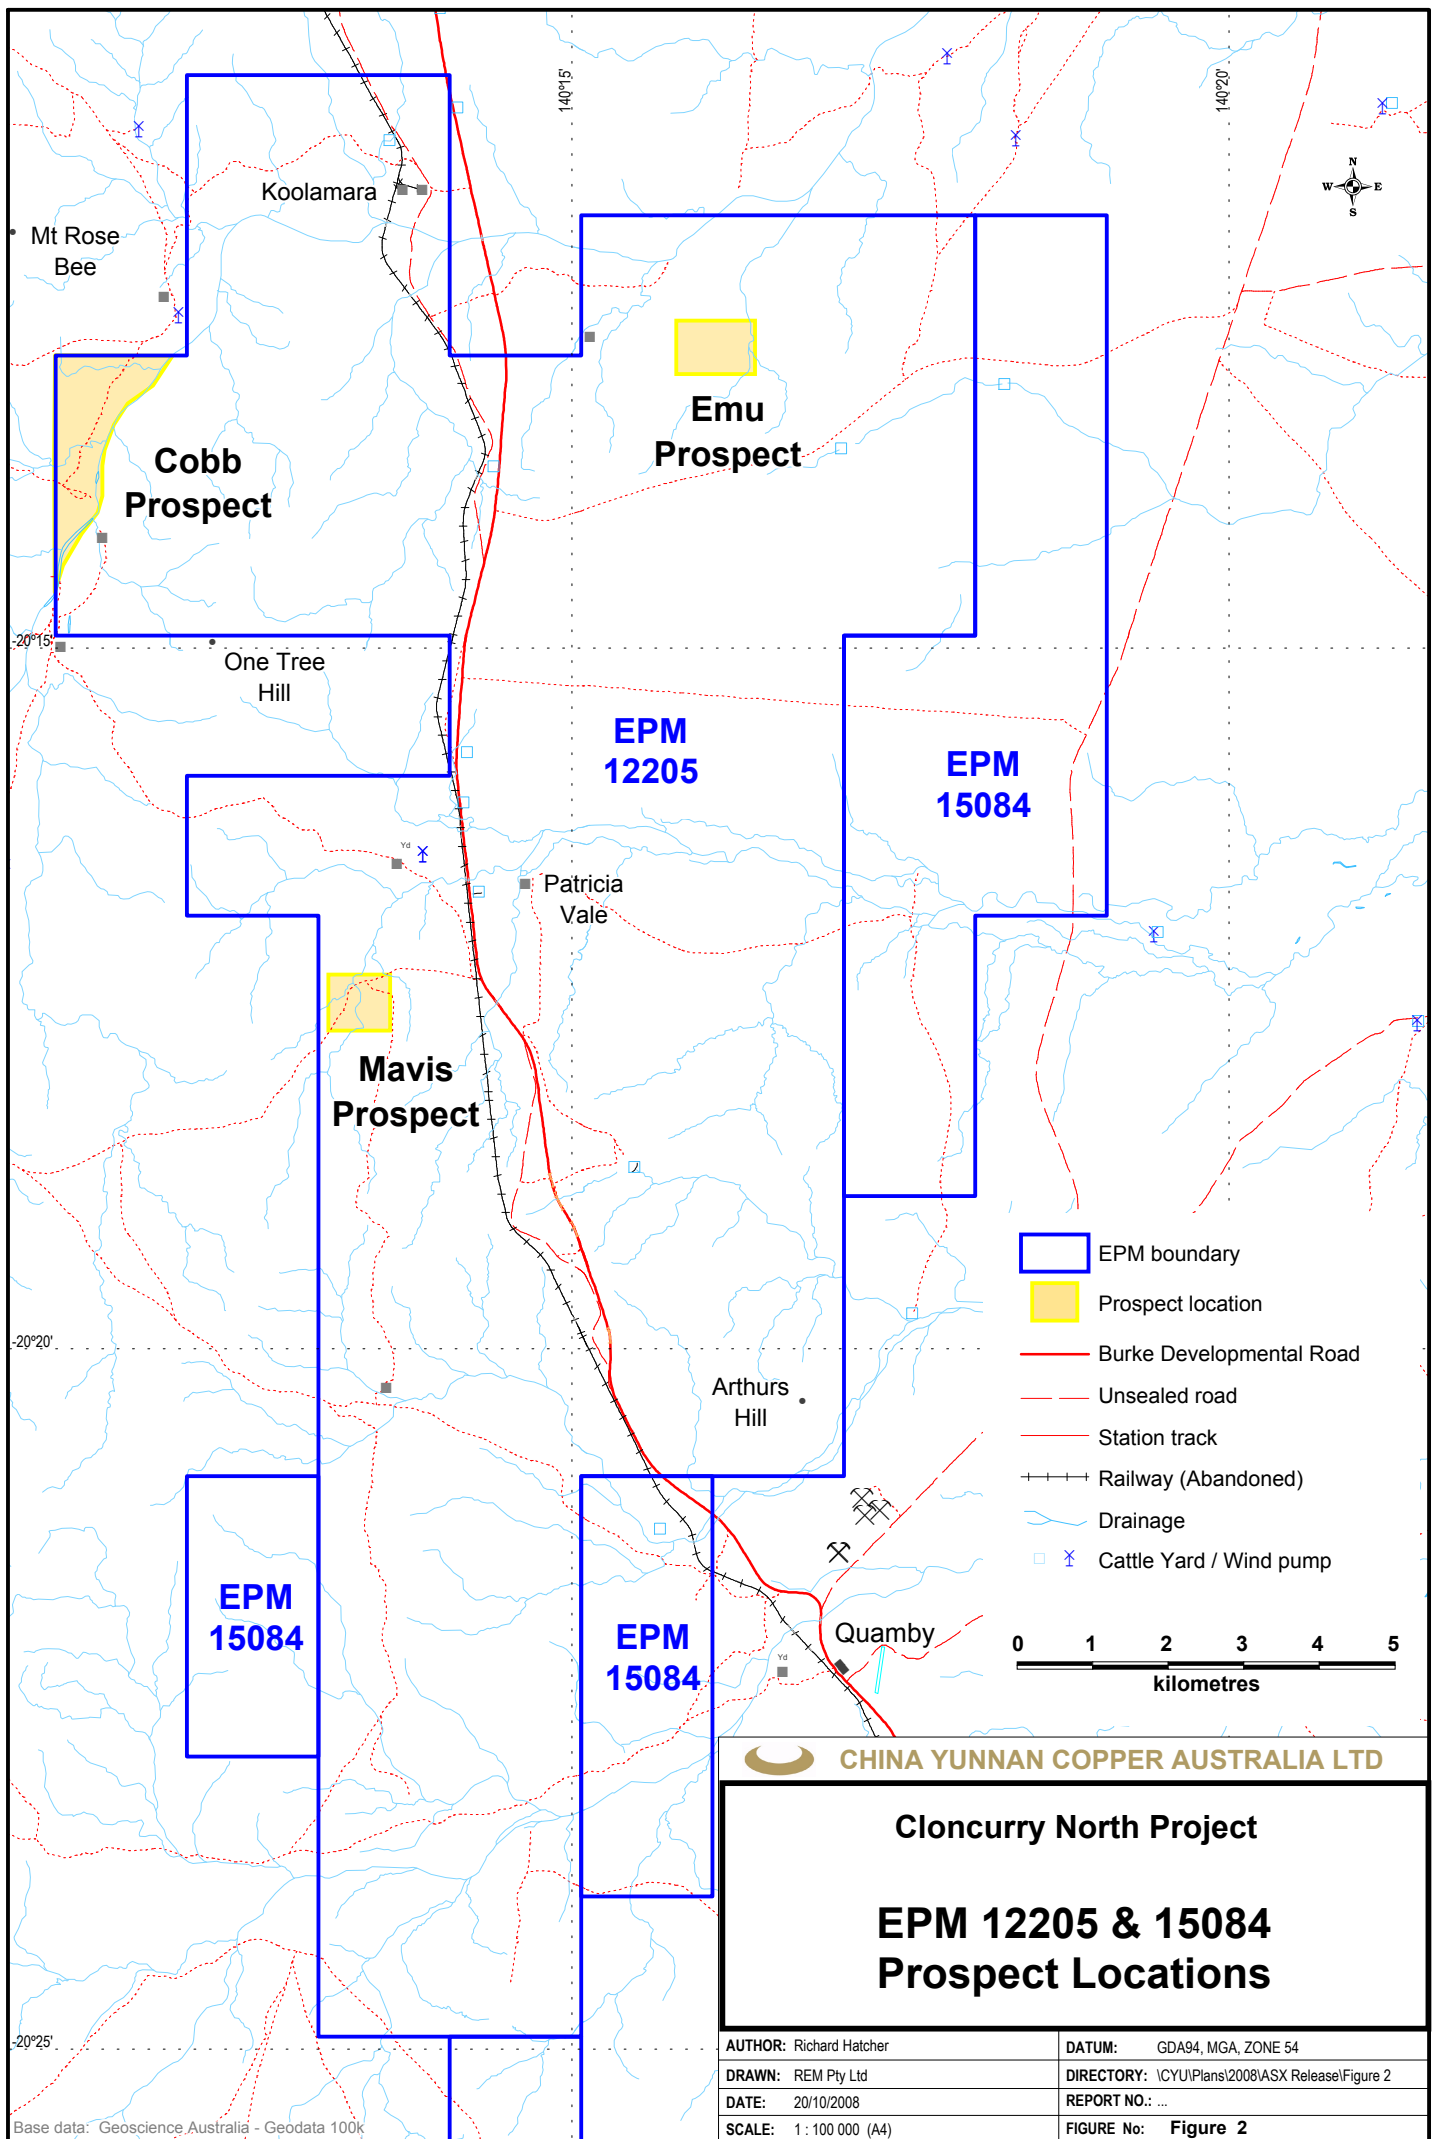 140°15'
140°20'
N
W
E
S
Koolamara
Mt Rose
Bee
Emu
Prospect
Cobb
Prospect
-20°15'
One Tree
Hill
EPM
12205
EPM
15084
Yd
Patricia
Vale
Mavis
Prospect
EPM boundary
Prospect location
-20°20'
Burke Developmental Road
Arthurs
Hill
Unsealed road
Station track
Railway (Abandoned)
Drainage
Cattle Yard / Wind pump
EPM
15084
EPM
15084
Quamby
Yd
0 1 2 3 4 5
kilometres
CHINA YUNNAN COPPER AUSTRALIA LTD
Cloncurry North Project
EPM 12205 & 15084
Prospect Locations
-20°25'
AUTHOR: Richard Hatcher
DATUM: GDA94, MGA, ZONE 54
DRAWN: REM Pty Ltd
DIRECTORY: \CYU\Plans\2008\ASX Release\Figure 2
DATE: 20/10/2008
REPORT NO.: ...
SCALE: 1 : 100 000 (A4)
FIGURE No: Figure 2
Base data: Geoscience Australia - Geodata 100k